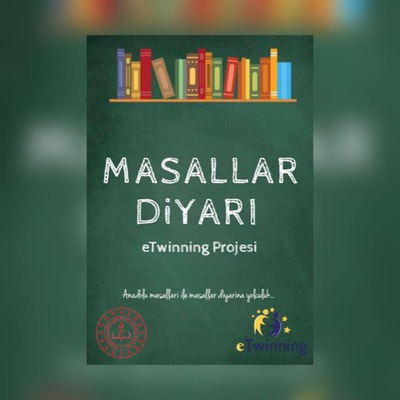 MASALLAR
DİYARI
eTwinning Projesi
Anadolu masalları ile masallar diyarına yolculuk...
eTwinning